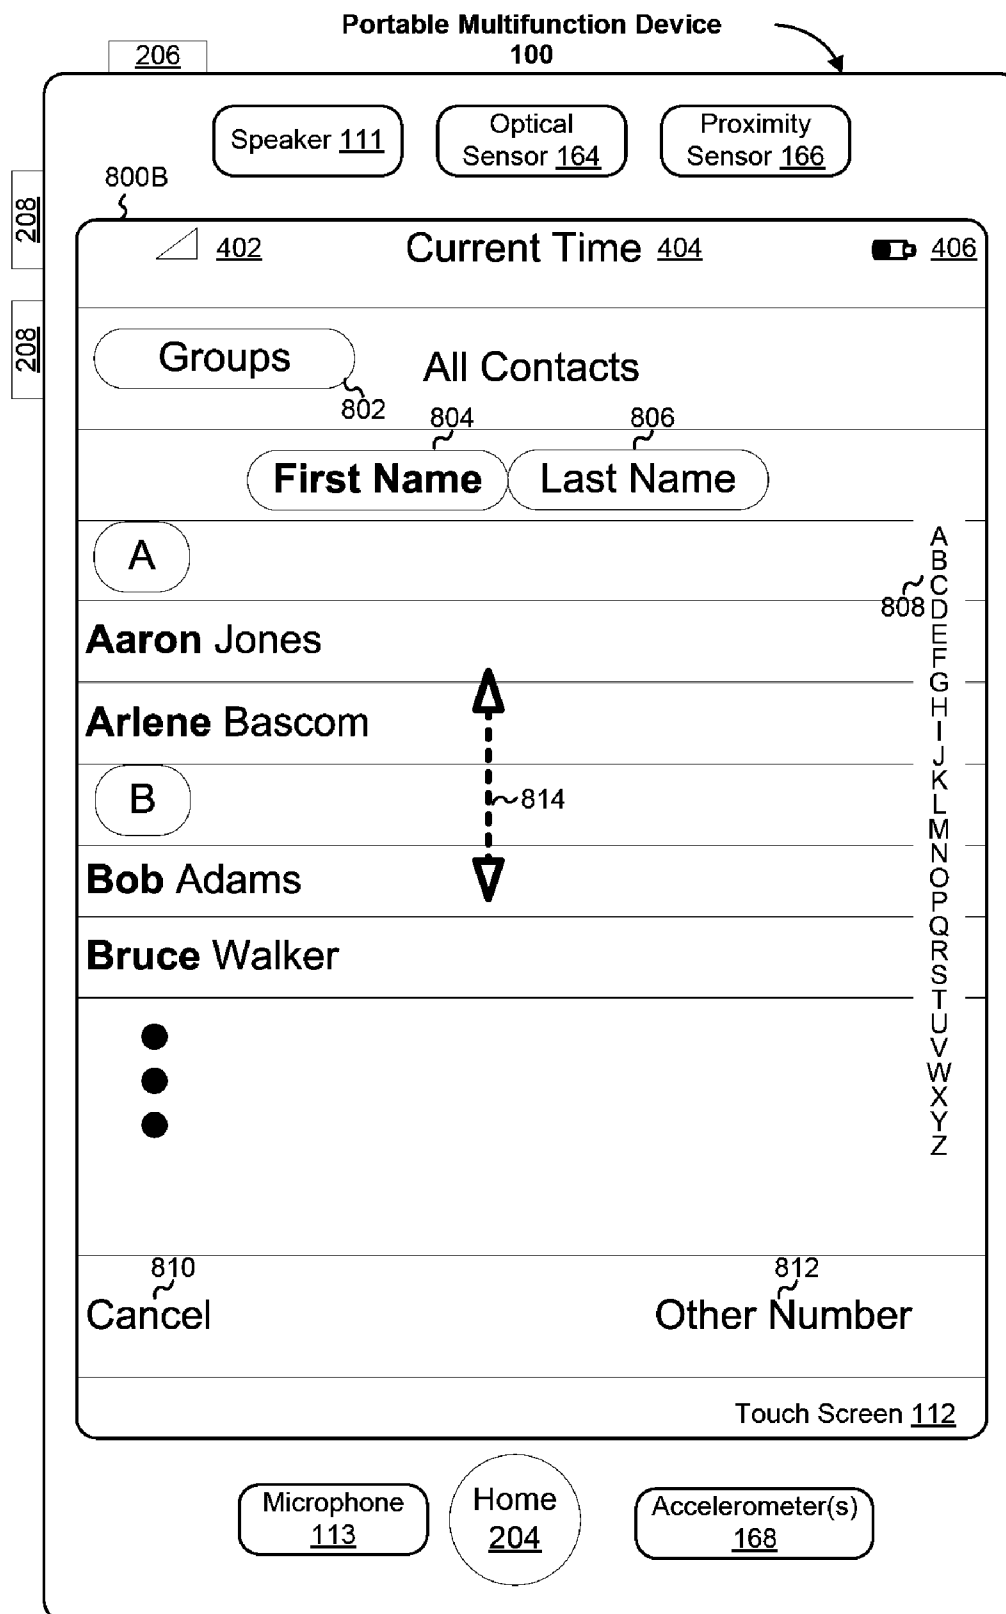 Portable Multifunction Device
100
206
Speaker 111
Optical
Sensor 164
Proximity
Sensor 166
800B
208
208
402
Current Time 404
406
Groups
All Contacts
802
804
806
First Name
Last Name
A
808
Aaron Jones
Arlene Bascom
B
814
Bob Adams
Bruce Walker
A
B
C
D
E
F
G
H
I
J
K
L
M
N
O
P
Q
R
S
T
U
V
W
X
Y
Z
810
812
Cancel
Other Number
Touch Screen 112
Microphone
113
Home
204
Accelerometer(s)
168